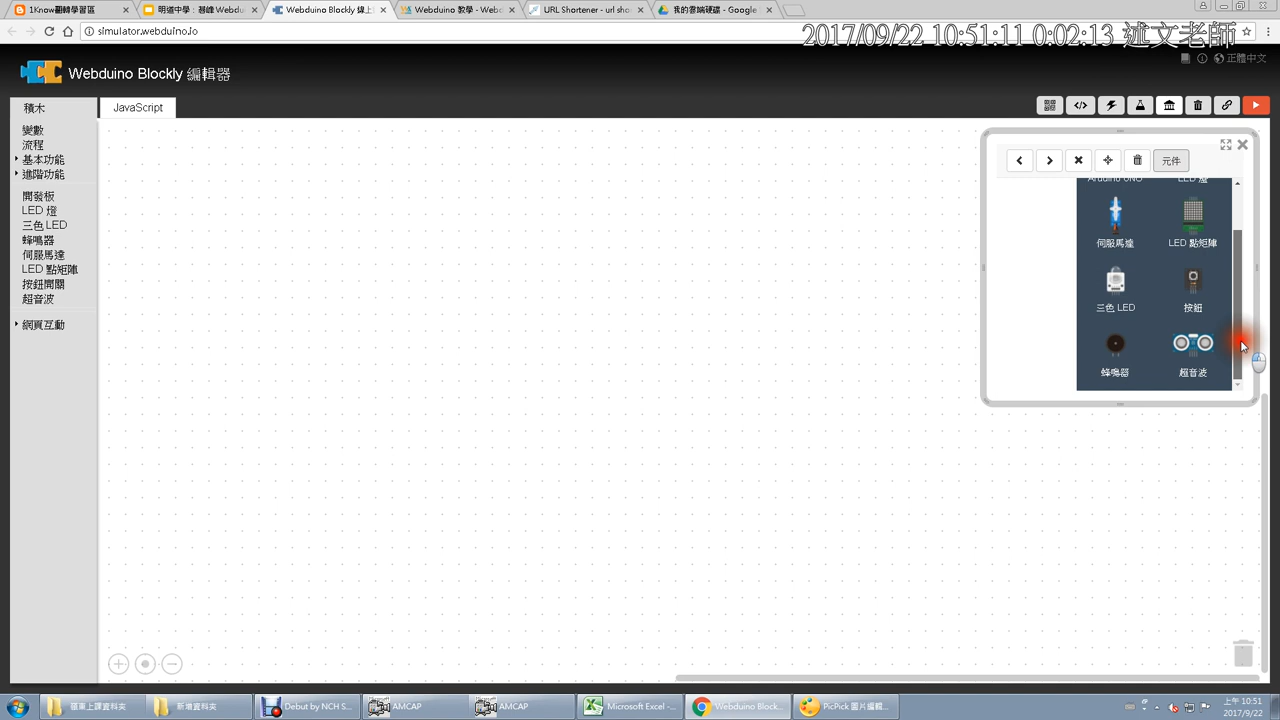 1Know翻轉學習區
明道中學：慧峰 Webdu
Webduino Blockly 線上
Webduino 教學 - Webd
URL Shortener - url sho
我的雲端硬碟 - Google
simulator.webduino.io
2017/09/22 10:51:11 0:02:13 述文老師
Webduino Blockly 編輯器
正體中文
積木
JavaScript
變數
流程
基本功能
進階功能
開發板
LED 燈
三色 LED
蜂鳴器
伺服馬達
LED 點矩陣
按鈕開關
超音波
網頁互動
元件
Arduino UNO
LED 燈
伺服馬達
LED 點矩陣
三色 LED
按鈕
蜂鳴器
超音波
新增資料夾
Debut by NCH S...
AMCAP
AMCAP
Microsoft Excel -...
Webduino Block...
PicPick 圖片編輯...
上午 10:51
2017/9/22